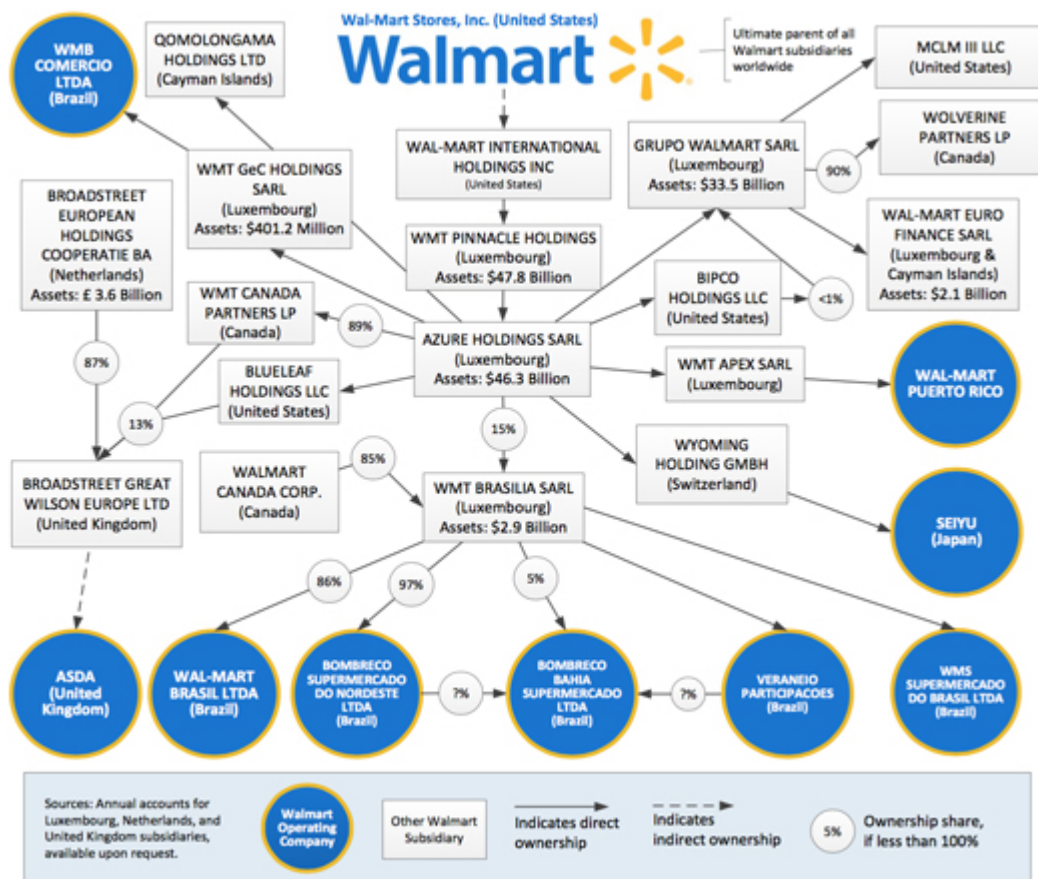 Wal-Mart Stores, Inc. (United States)
Walmart
Ultimate parent of all
Walmart subsidiaries
worldwide
WMB
COMERCIO
LTDA
(Brazil)
QOMOLONGAMA
HOLDINGS LTD
(Cayman Islands)
MCLM III LLC
(United States)
WAL-MART INTERNATIONAL
HOLDINGS INC
(United States)
GRUPO WALMART SARL
(Luxembourg)
Assets: $33.5 Billion
90%
WOLVERINE
PARTNERS LP
(Canada)
WMT GeC HOLDINGS
SARL
(Luxembourg)
Assets: $401.2 Million
BROADSTREET
EUROPEAN
HOLDINGS
COOPERATIE BA
(Netherlands)
Assets: £ 3.6 Billion
WMT PINNACLE HOLDINGS
(Luxembourg)
Assets: $47.8 Billion
WAL-MART EURO
FINANCE SARL
(Luxembourg &
Cayman Islands)
Assets: $2.1 Billion
BIPCO
HOLDINGS LLC
(United States)
<1%
WMT CANADA
PARTNERS LP
(Canada)
89%
AZURE HOLDINGS SARL
(Luxembourg)
Assets: $46.3 Billion
87%
BLUELEAF
HOLDINGS LLC
(United States)
WMT APEX SARL
(Luxembourg)
WAL-MART
PUERTO RICO
13%
15%
WYOMING
HOLDING GMBH
(Switzerland)
BROADSTREET GREAT
WILSON EUROPE LTD
(United Kingdom)
WALMART
CANADA CORP.
(Canada)
85%
WMT BRASILIA SARL
(Luxembourg)
Assets: $2.9 Billion
SEIYU
(Japan)
86%
97%
5%
ASDA
(United
Kingdom)
WAL-MART
BRASIL LTDA
(Brazil)
BOMBRECO
SUPERMERCADO
DO NORDESTE
LTDA
(Brazil)
?%
BOMBRECO
BAHIA
SUPERMERCADO
LTDA
(Brazil)
?%
VERANEIO
PARTICIPACOES
(Brazil)
WMS
SUPERMERCADO
DO BRASIL LTDA
(Brazil)
Sources: Annual accounts for
Luxembourg, Netherlands, and
United Kingdom subsidiaries,
available upon request.
Walmart
Operating
Company
Other Walmart
Subsidiary
Indicates direct
ownership
Indicates
indirect ownership
5%
Ownership share,
if less than 100%